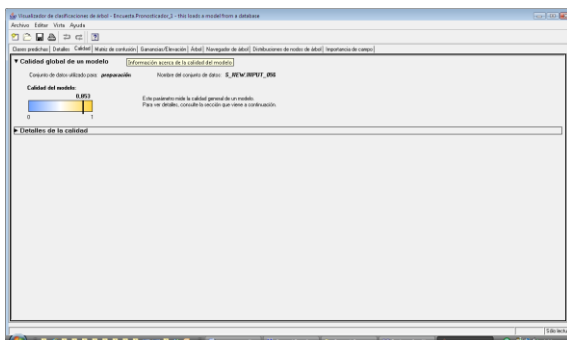 Visualizador de clasificaciones de árbol - Encuesta Pronosticador_1 - this loads a model from a database
Archivo Editar Vista Ayuda
Clases predichas Detalles Calidad Matriz de confusión Ganancias/Elevación Árbol Navegador de árbol Distribuciones de nodos de árbol Importancia de campo
Calidad global de un modelo
Información acerca de la calidad del modelo
Conjunto de datos utilizado para: preparación Nombre del conjunto de datos:
Calidad del modelo:
0,853
Este parámetro mide la calidad general de un modelo.
Para ver detalles, consulte la sección que viene a continuación.
0 1
Detalles de la calidad
Sólo lectura